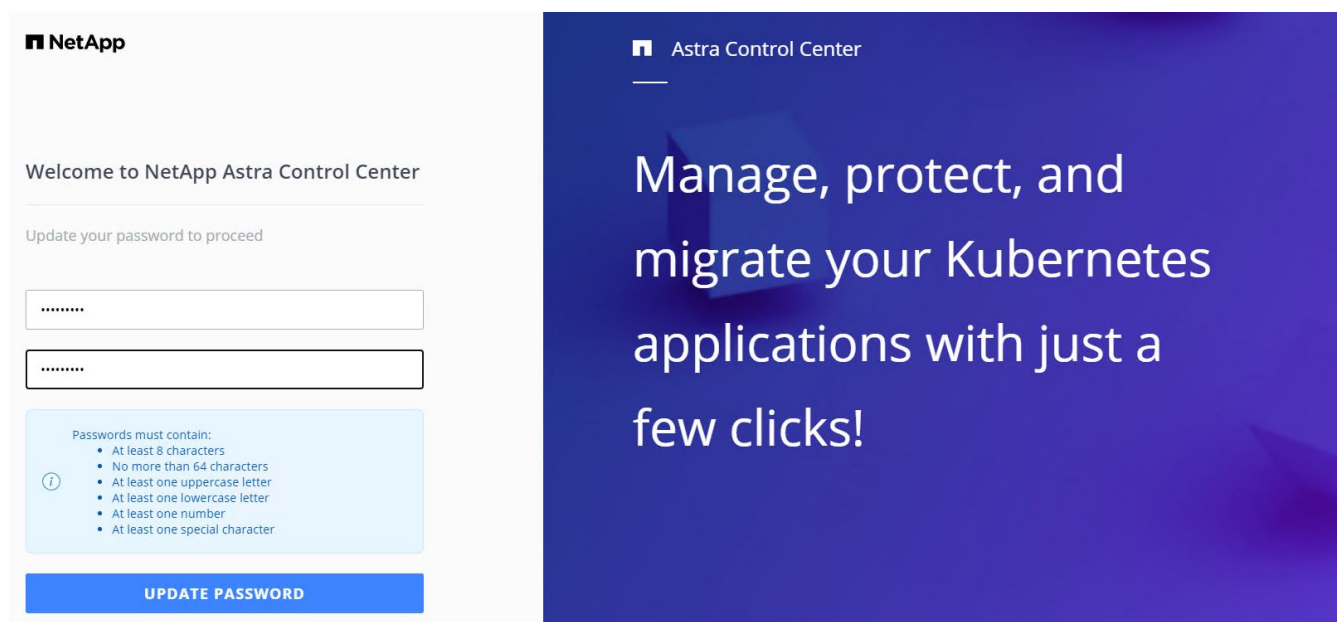 NetApp
Welcome to NetApp Astra Control Center
Update your password to proceed
•••••••••
•••••••••
Passwords must contain:
• At least 8 characters
• No more than 64 characters
• At least one uppercase letter
• At least one lowercase letter
• At least one number
• At least one special character
UPDATE PASSWORD
Astra Control Center
Manage, protect, and
migrate your Kubernetes
applications with just a
few clicks!